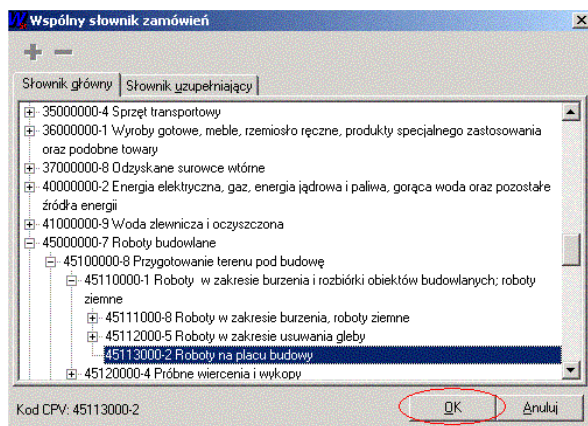 Wspólny słownik zamówień
Słownik główny Słownik uzupełniający
35000000-4 Sprzęt transportowy
36000000-1 Wyroby gotowe, meble, rzemiosło ręczne, produkty specjalnego zastosowania
oraz podobne towary
37000000-8 Odzyskane surowce wtórne
40000000-2 Energia elektryczna, gaz, energia jądrowa i paliwa, gorąca woda oraz pozostałe
źródła energii
41000000-9 Woda zlewnicza i oczyszczona
45000000-7 Roboty budowlane
45100000-8 Przygotowanie terenu pod budowę
45110000-1 Roboty w zakresie burzenia i rozbiórki obiektów budowlanych; roboty
ziemne
45111000-8 Roboty w zakresie burzenia, roboty ziemne
45112000-5 Roboty w zakresie usuwania gleby
45113000-2 Roboty na placu budowy
45120000-4 Próbne wiercenia i wykopy
Kod CPV: 45113000-2 OK Anuluj